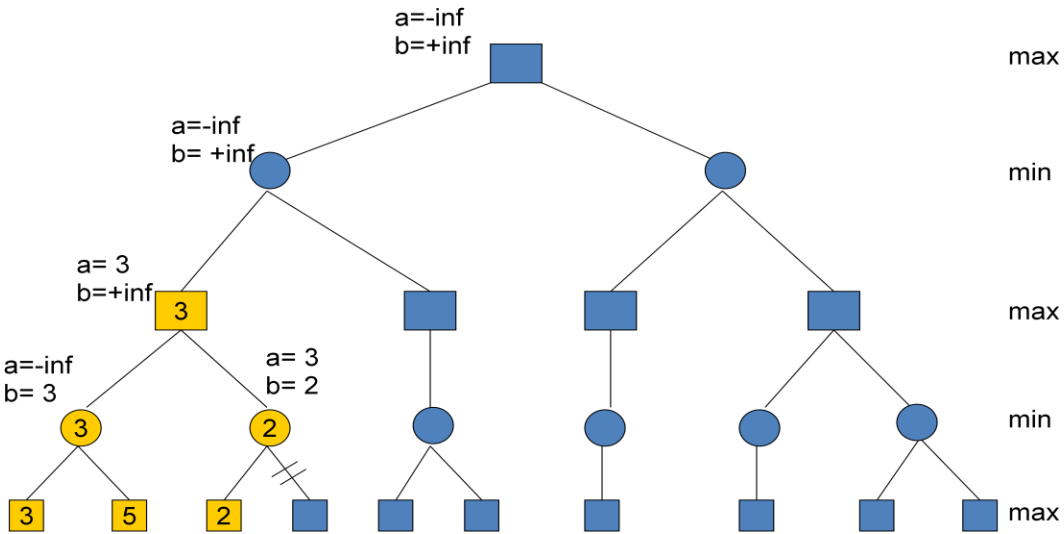 a=-inf
b=+inf
max
a=-inf
b= +inf
min
a= 3
b=+inf
3
max
a=-inf
b= 3
a= 3
b= 2
3
2
min
3
5
2
max